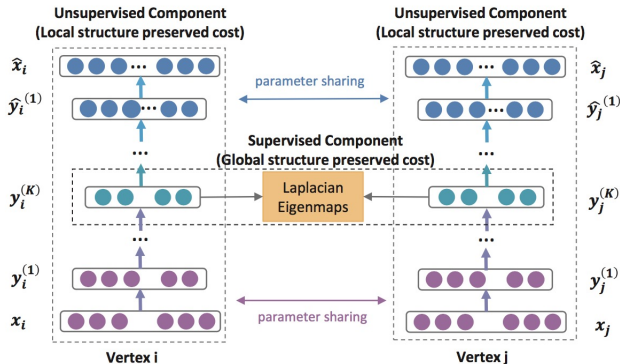 Unsupervised Component
(Local structure preserved cost)
Unsupervised Component
(Local structure preserved cost)
x̂ᵢ
...
x̂ⱼ
...
parameter sharing
ŷᵢ⁽¹⁾
...
ŷⱼ⁽¹⁾
...
...
...
Supervised Component
(Global structure preserved cost)
yᵢ⁽ᴷ⁾
Laplacian
Eigenmaps
yⱼ⁽ᴷ⁾
...
...
yᵢ⁽¹⁾
yⱼ⁽¹⁾
xᵢ
parameter sharing
xⱼ
Vertex i
Vertex j